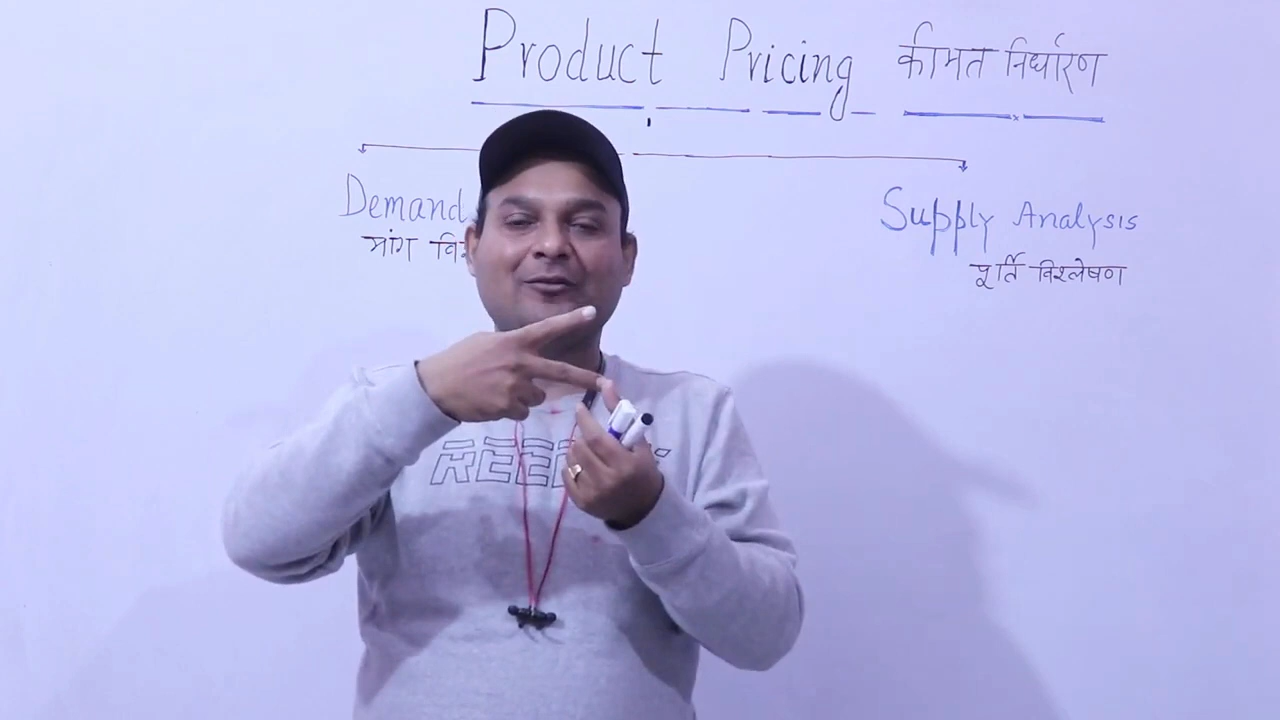 Product Pricing कीमत निर्धारण
Demand
मांग
Supply Analysis
पूर्ति विश्लेषण